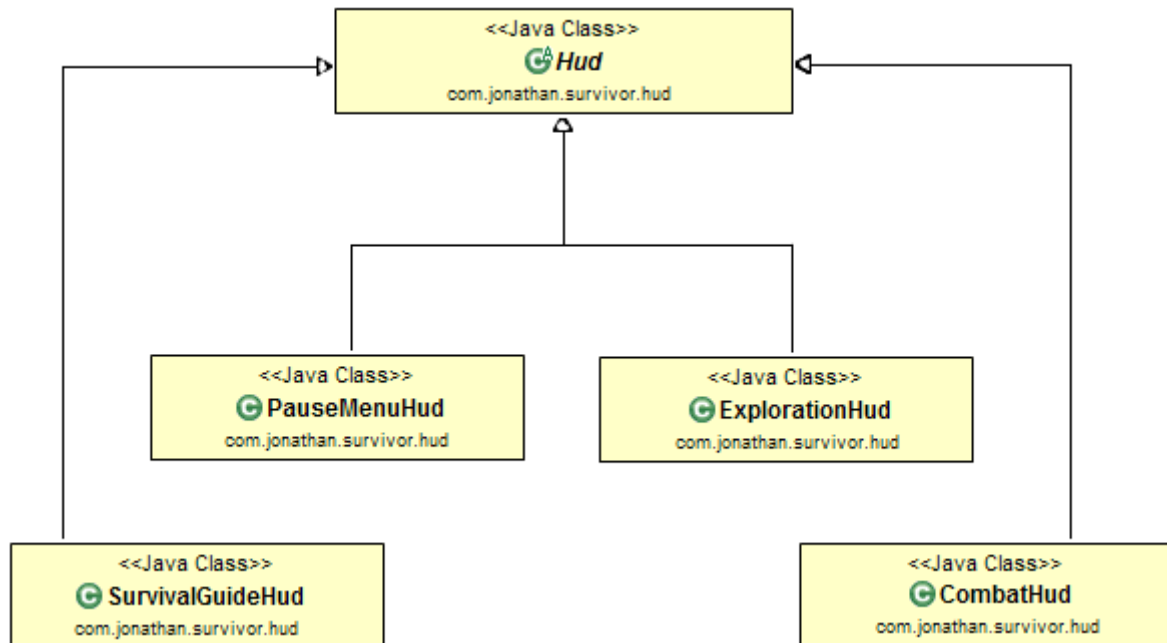 <<Java Class>>
Hud
com.jonathan.survivor.hud
<<Java Class>>
PauseMenuHud
com.jonathan.survivor.hud
<<Java Class>>
ExplorationHud
com.jonathan.survivor.hud
<<Java Class>>
SurvivalGuideHud
com.jonathan.survivor.hud
<<Java Class>>
CombatHud
com.jonathan.survivor.hud